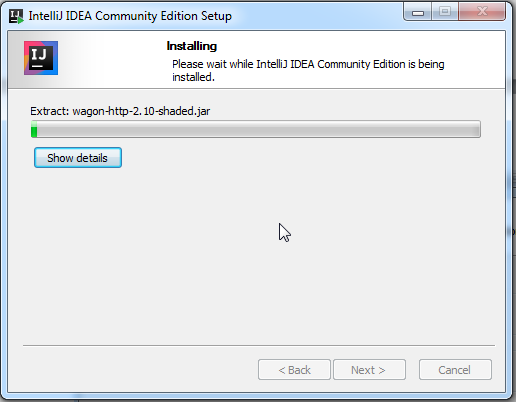 IntelliJ IDEA Community Edition Setup
IJ
Installing
Please wait while IntelliJ IDEA Community Edition is being
installed.
Extract: wagon-http-2.10-shaded.jar
Show details
< Back
Next >
Cancel